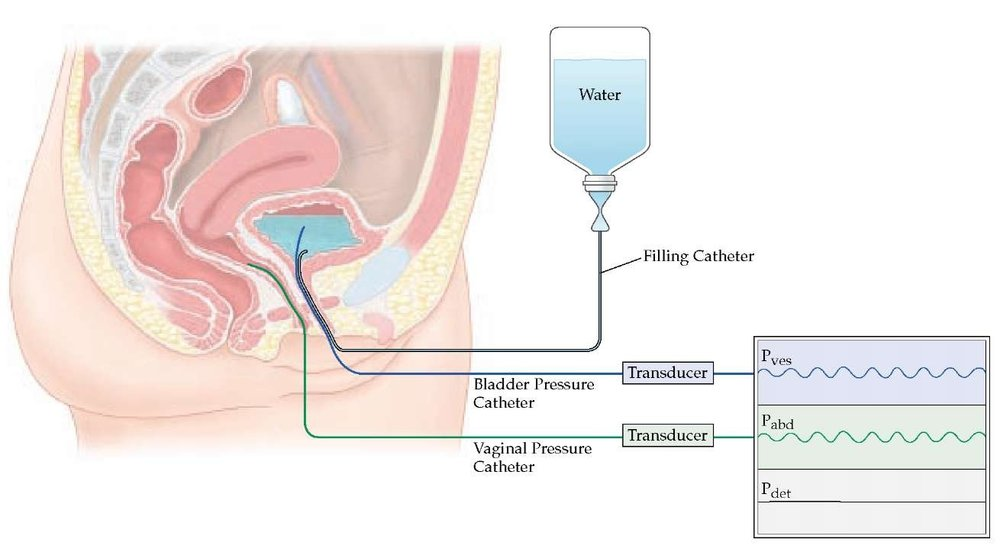 Water
Filling Catheter
Bladder Pressure
Catheter
Transducer
Vaginal Pressure
Catheter
Transducer
Pves
Pabd
Pdet